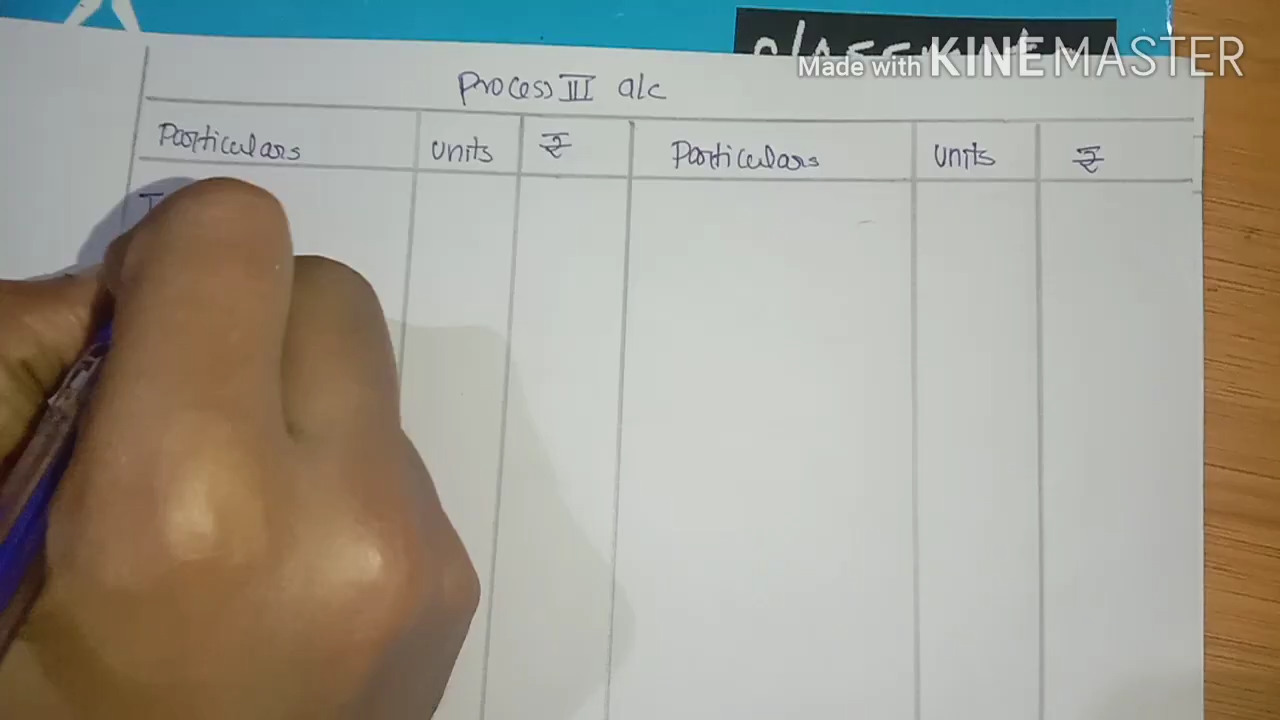 Made with KINEMASTER
Process III a/c
Particulars units ₹ Particulars units ₹